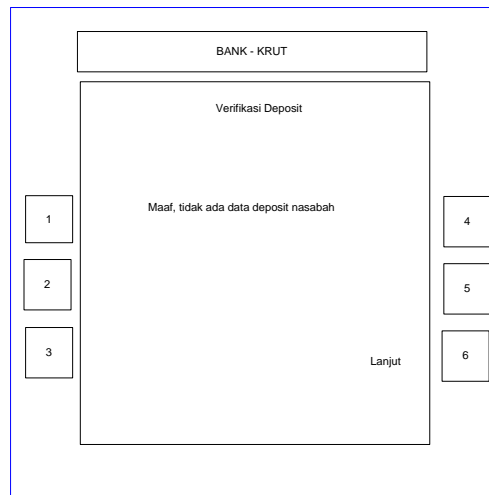 BANK - KRUT
Verifikasi Deposit
Maaf, tidak ada data deposit nasabah
1
4
2
5
3
Lanjut
6